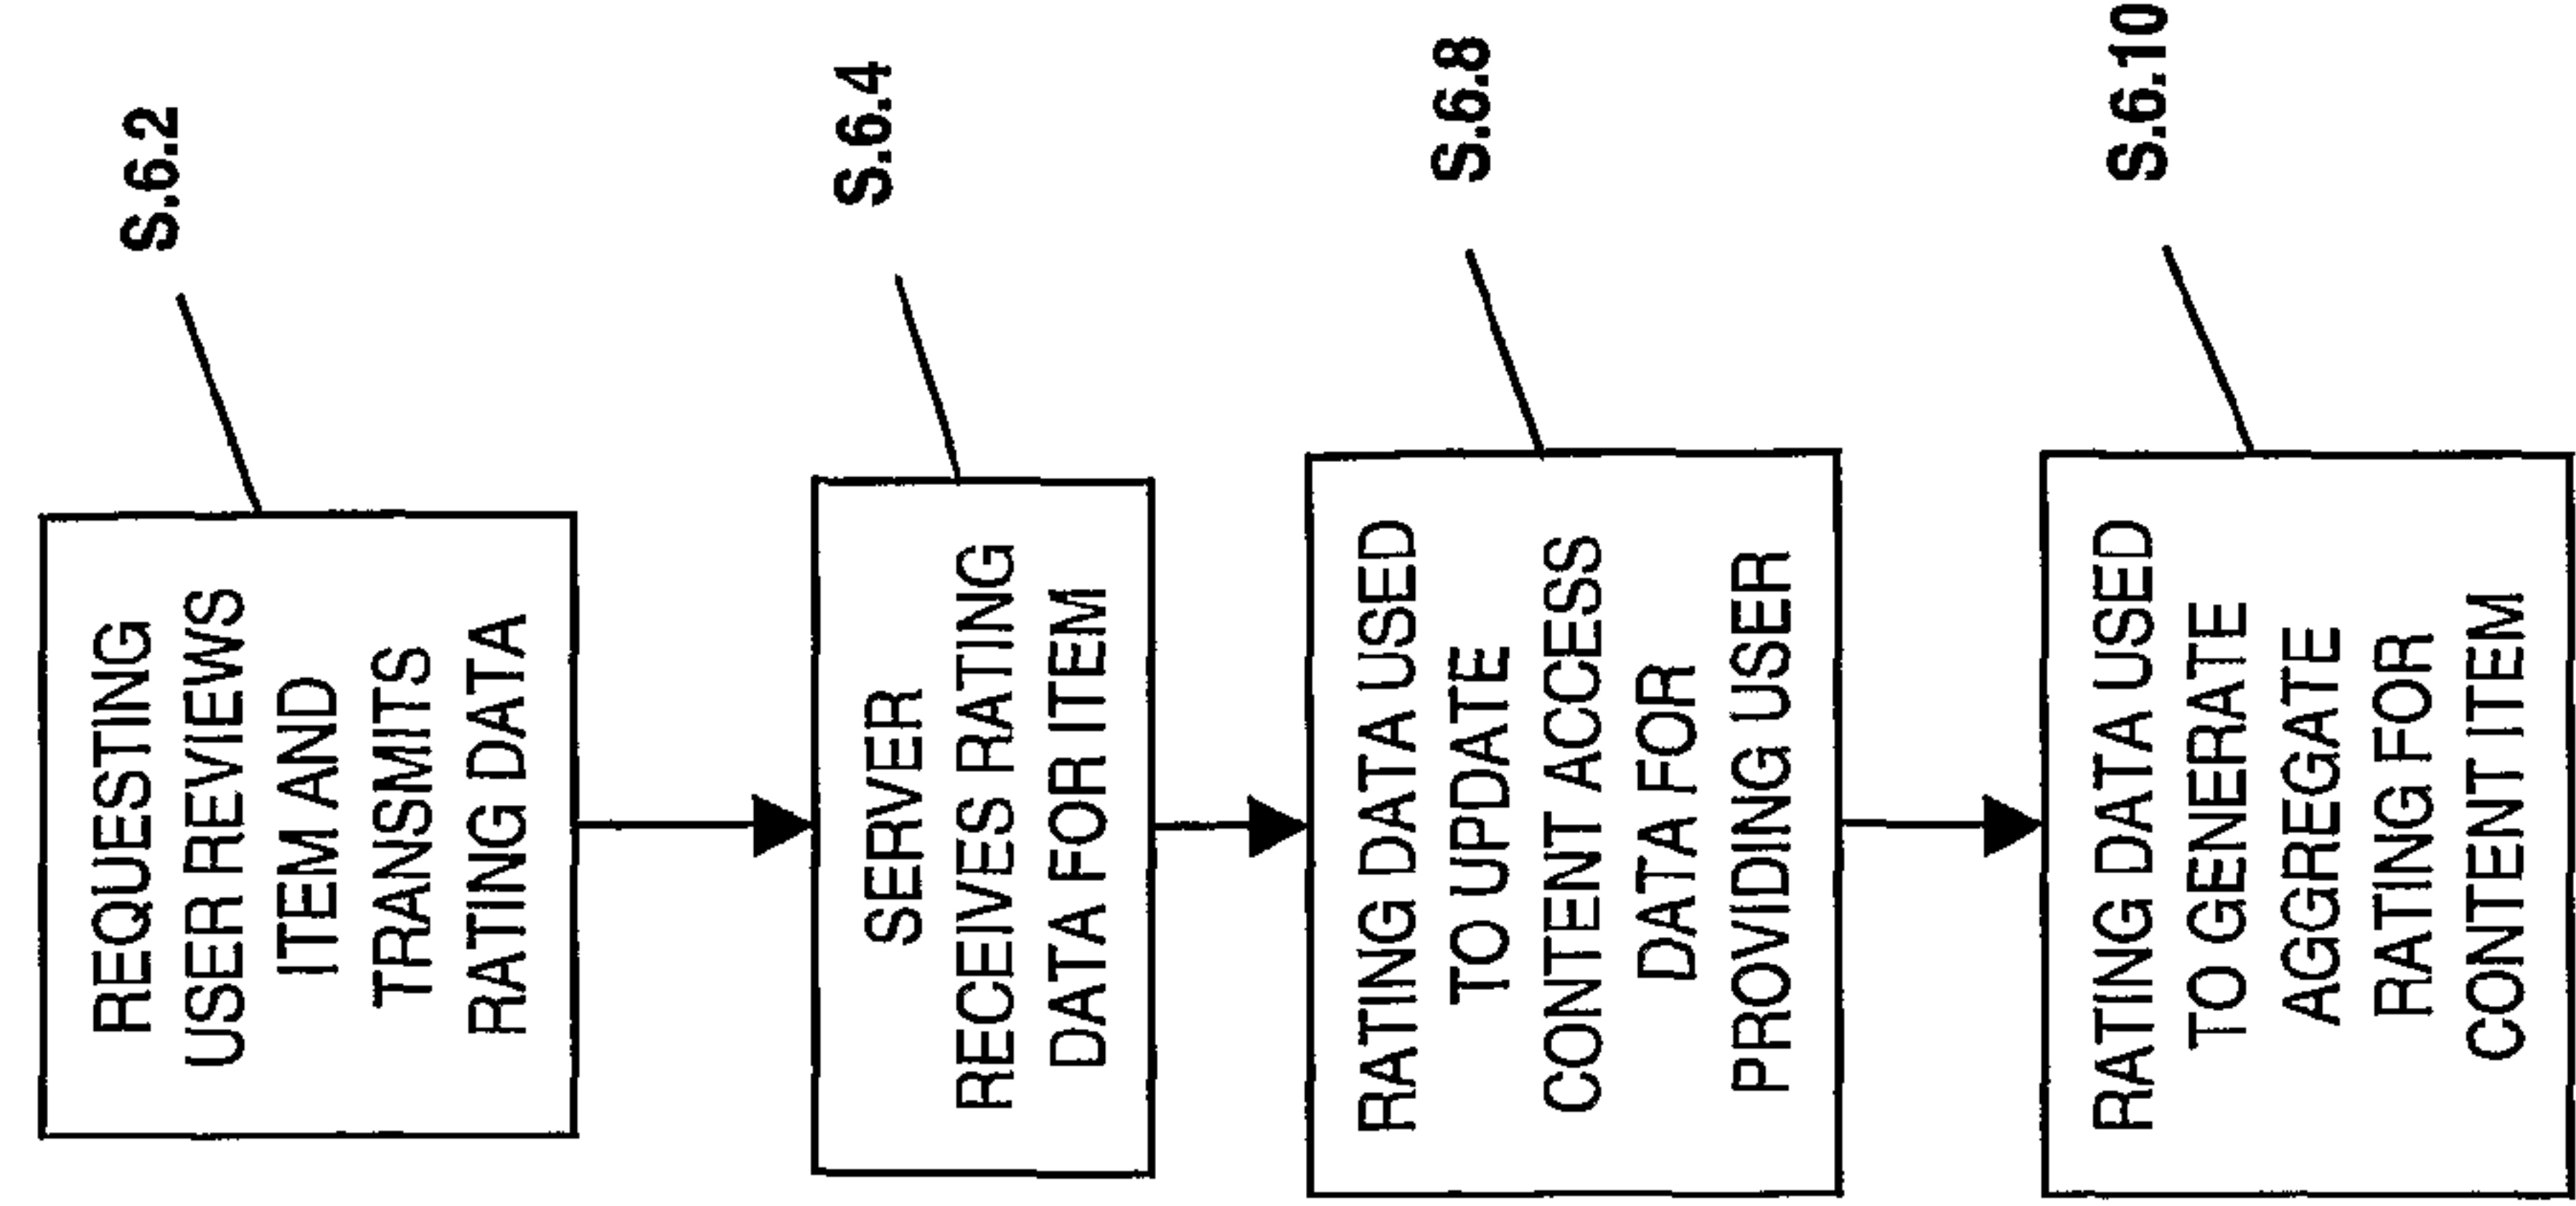 REQUESTING
USER REVIEWS
ITEM AND
TRANSMITS
RATING DATA
S.6.2
SERVER
RECEIVES RATING
DATA FOR ITEM
S.6.4
RATING DATA USED
TO UPDATE
CONTENT ACCESS
DATA FOR
PROVIDING USER
S.6.8
RATING DATA USED
TO GENERATE
AGGREGATE
RATING FOR
CONTENT ITEM
S.6.10